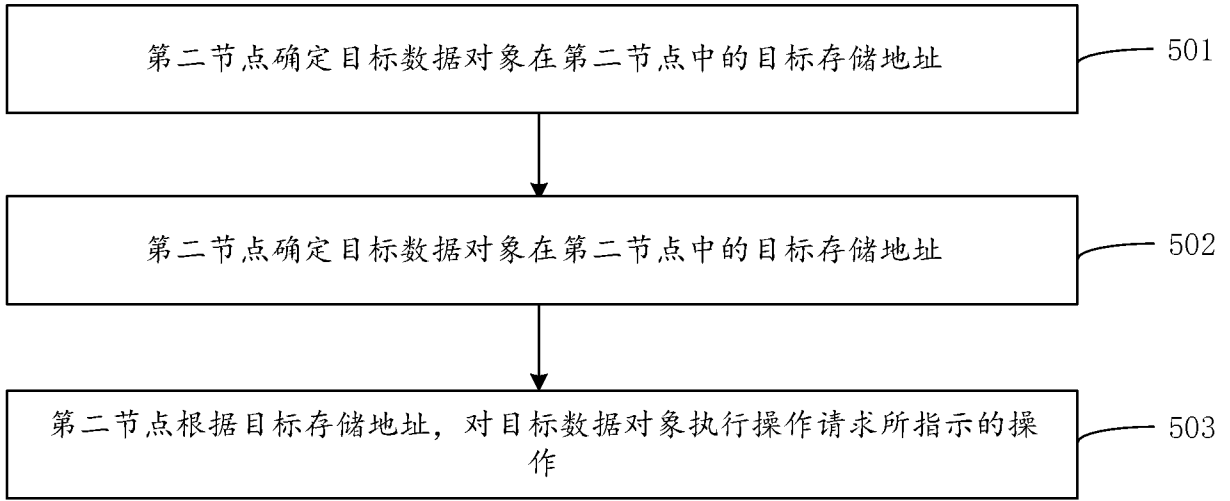 第二节点确定目标数据对象在第二节点中的目标存储地址
501
第二节点确定目标数据对象在第二节点中的目标存储地址
502
第二节点根据目标存储地址，对目标数据对象执行操作请求所指示的操
作
503